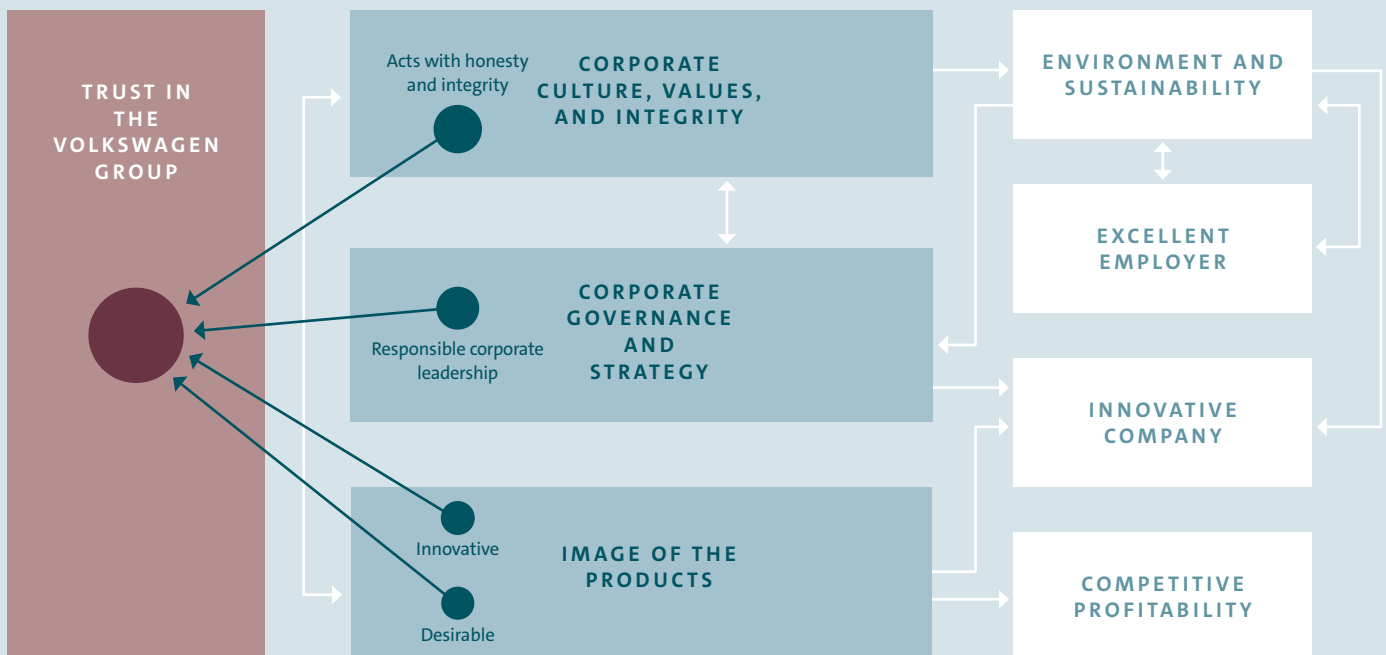 TRUST IN
THE
VOLKSWAGEN
GROUP
Acts with honesty
and integrity
CORPORATE
CULTURE, VALUES,
AND INTEGRITY
CORPORATE
GOVERNANCE
AND
STRATEGY
Responsible corporate
leadership
Innovative
IMAGE OF THE
PRODUCTS
Desirable
ENVIRONMENT AND
SUSTAINABILITY
EXCELLENT
EMPLOYER
INNOVATIVE
COMPANY
COMPETITIVE
PROFITABILITY